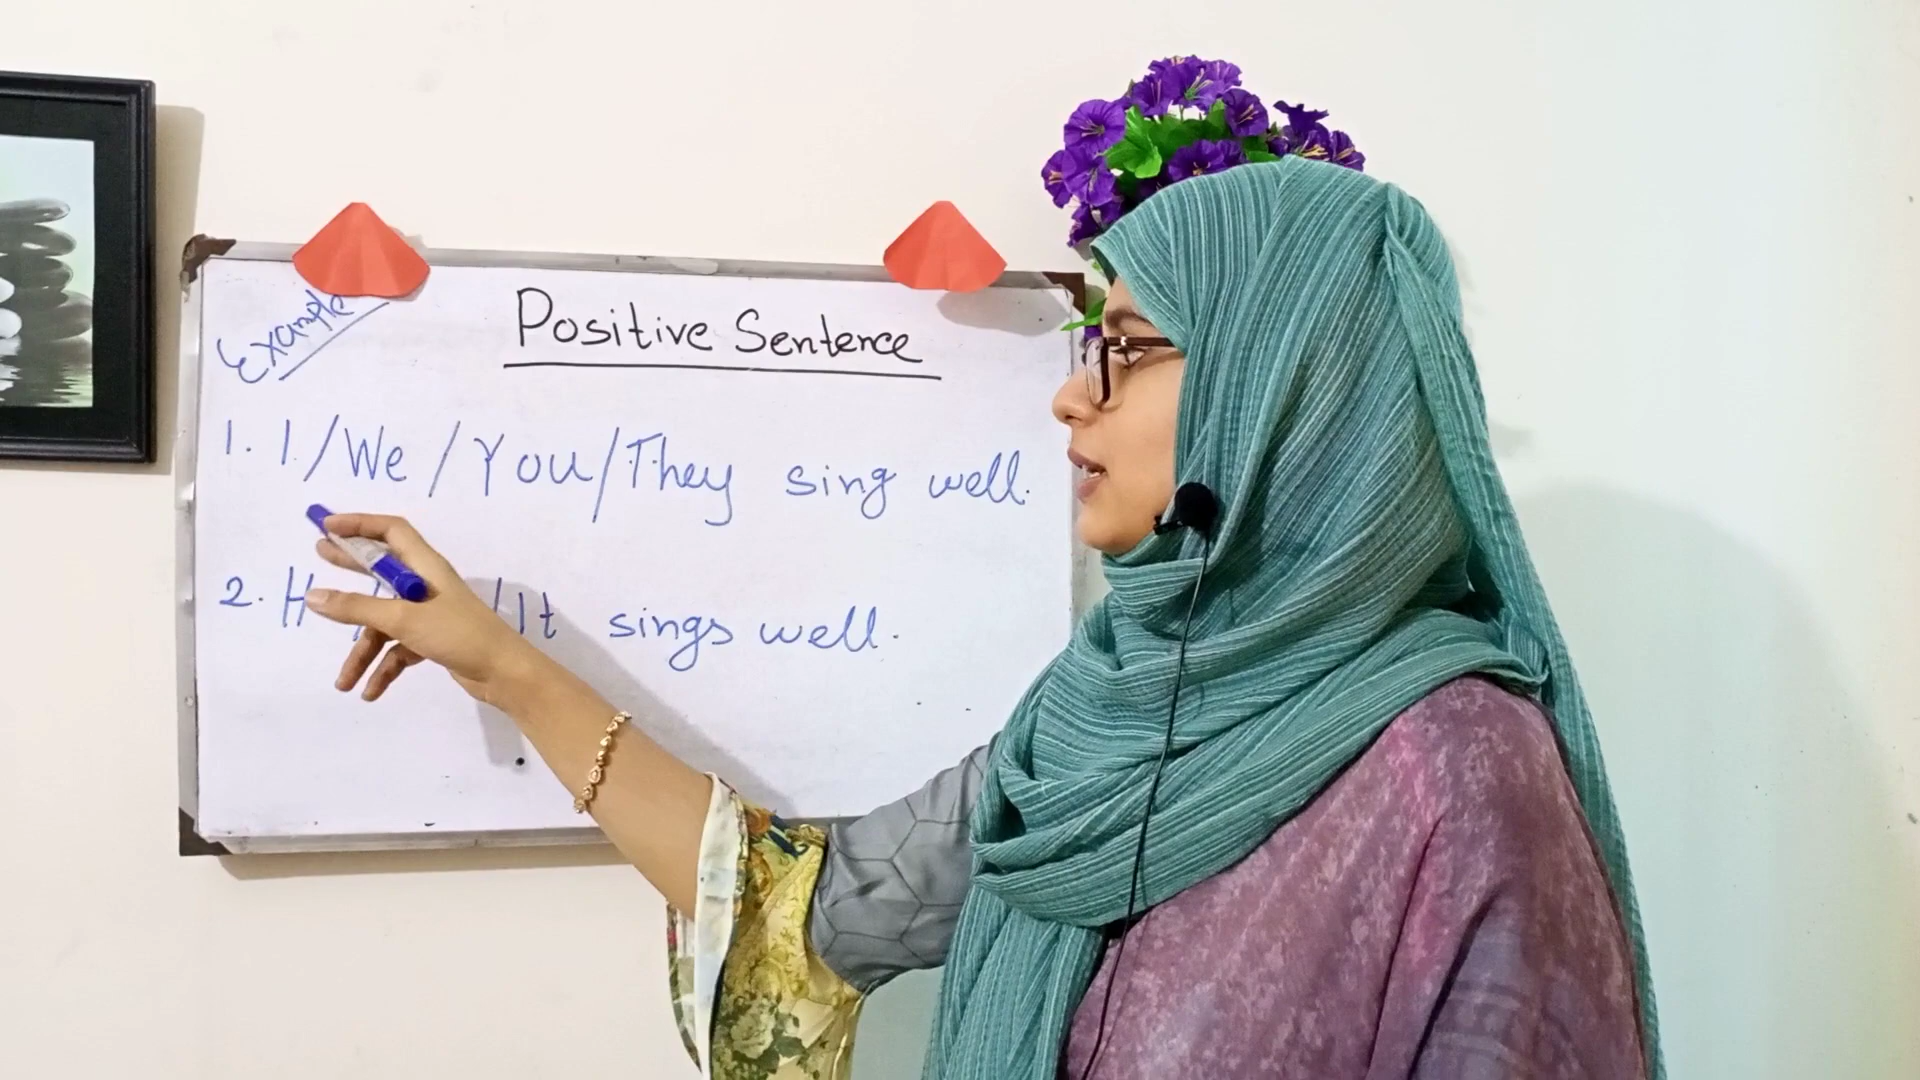 Example
Positive Sentence
1. I/We/You/They sing well.
2. /It sings well.